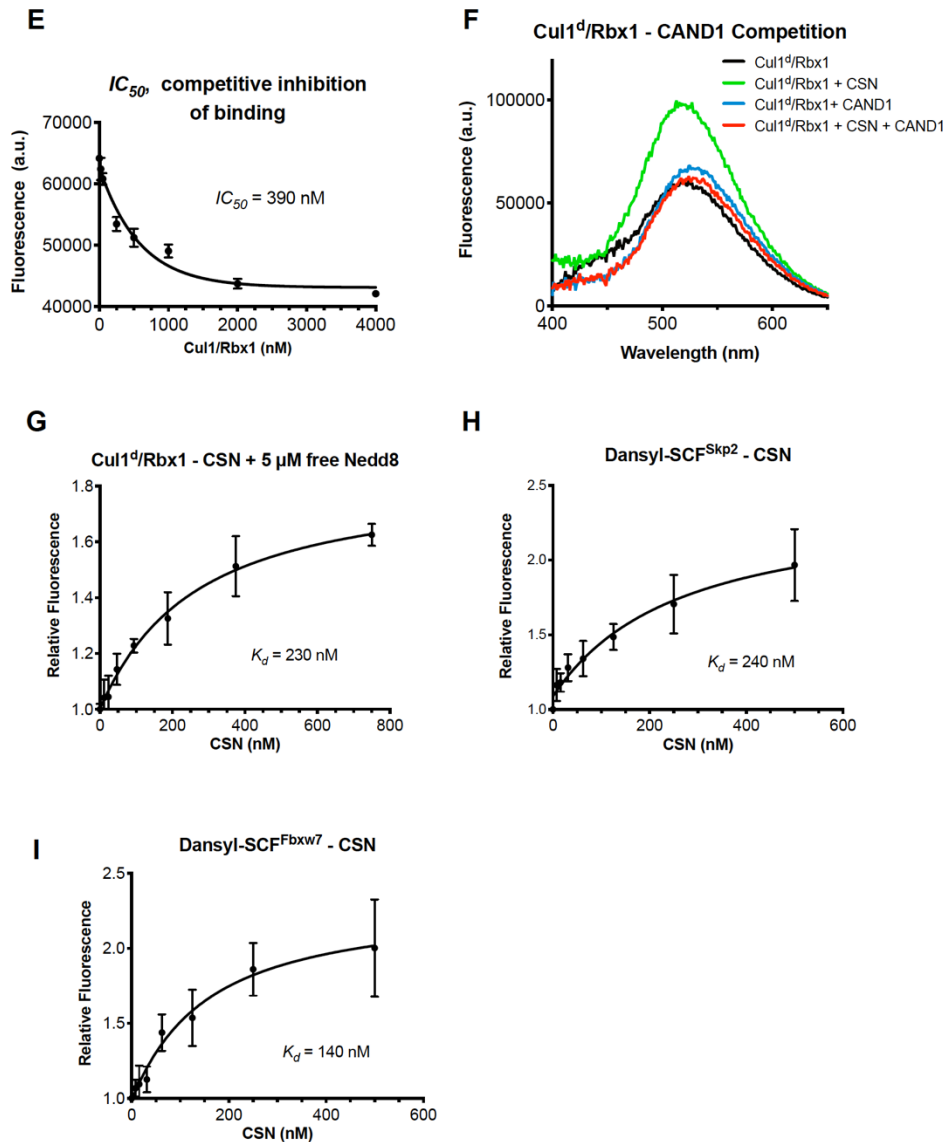 E
IC50, competitive inhibition
of binding
70000
60000
50000
40000
Fluorescence (a.u.)
IC50 = 390 nM
0
1000
2000
3000
4000
Cul1/Rbx1 (nM)
F
Cul1d/Rbx1 - CAND1 Competition
Cul1d/Rbx1
Cul1d/Rbx1 + CSN
Cul1d/Rbx1+ CAND1
Cul1d/Rbx1 + CSN + CAND1
100000
50000
0
Fluorescence (a.u.)
400
500
600
Wavelength (nm)
G
Cul1d/Rbx1 - CSN + 5 µM free Nedd8
1.8
1.6
1.4
1.2
1.0
Relative Fluorescence
Kd = 230 nM
0
200
400
600
800
CSN (nM)
H
Dansyl-SCFSkp2 - CSN
2.5
2.0
1.5
1.0
Relative Fluorescence
Kd = 240 nM
0
200
400
600
CSN (nM)
I
Dansyl-SCFFbxw7 - CSN
2.5
2.0
1.5
1.0
Relative Fluorescence
Kd = 140 nM
0
200
400
600
CSN (nM)